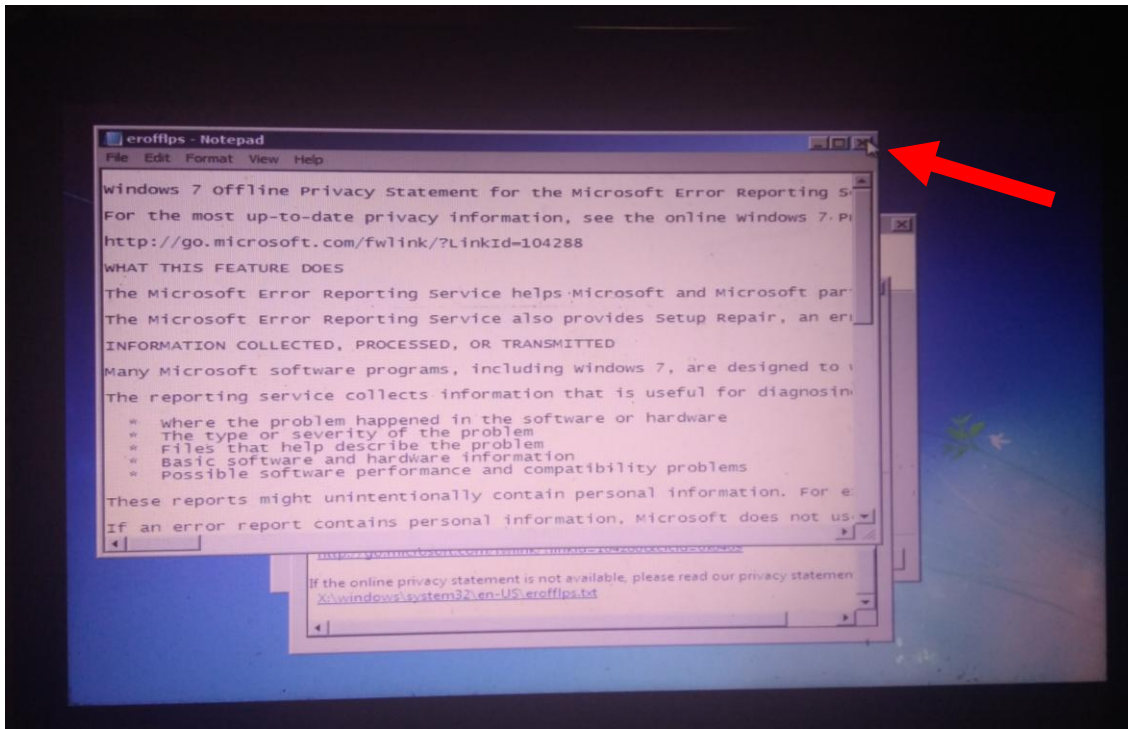 erofflps - Notepad
File Edit Format View Help
Windows 7 Offline Privacy Statement for the Microsoft Error Reporting S
For the most up-to-date privacy information, see the online Windows 7 P
http://go.microsoft.com/fwlink/?LinkId=104288
WHAT THIS FEATURE DOES
The Microsoft Error Reporting Service helps Microsoft and Microsoft par
The Microsoft Error Reporting Service also provides Setup Repair, an er
INFORMATION COLLECTED, PROCESSED, OR TRANSMITTED
Many Microsoft software programs, including Windows 7, are designed to
The reporting service collects information that is useful for diagnosin
* Where the problem happened in the software or hardware
* The type or severity of the problem
* Files that help describe the problem
* Basic software and hardware information
* Possible software performance and compatibility problems
These reports might unintentionally contain personal information. For e
If an error report contains personal information, Microsoft does not us
If the online privacy statement is not available, please read our privacy statemen
X:\windows\system32\en-US\erofflps.txt